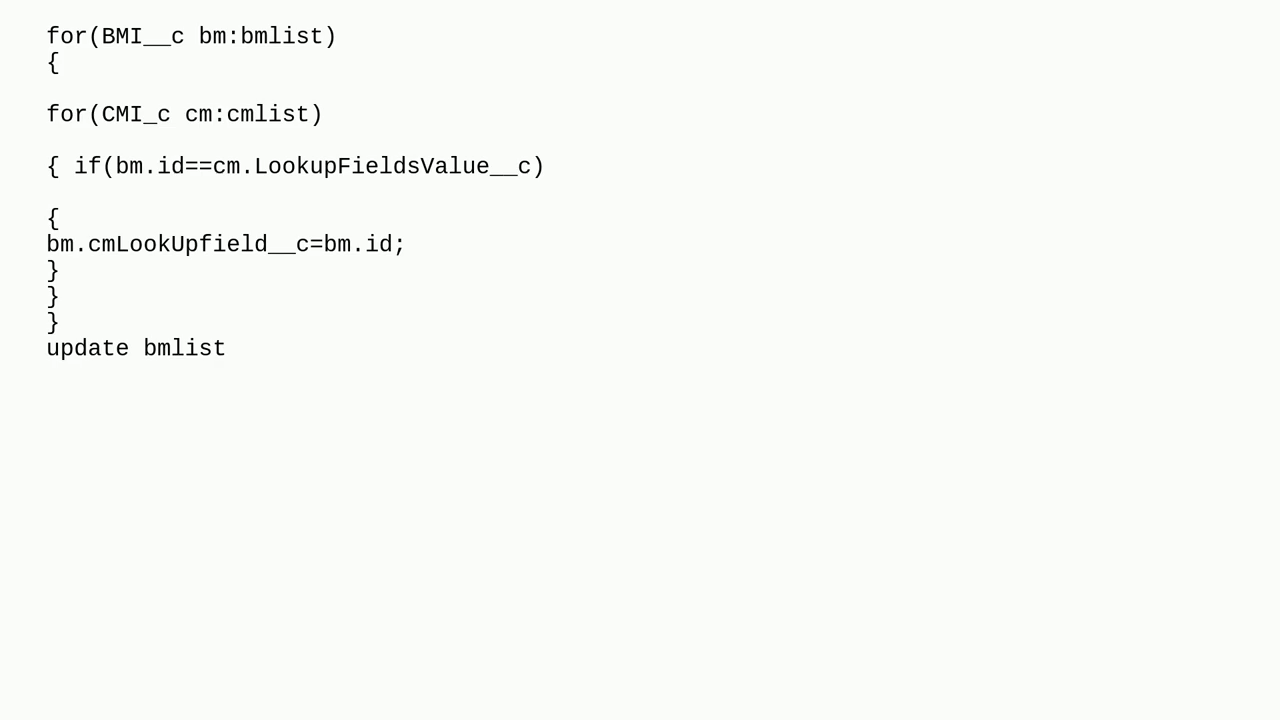 for(BMI__c bm:bmlist)
{
for(CMI_c cm:cmlist)
{ if(bm.id==cm.LookupFieldsValue__c)
{
bm.cmLookUpfield__c=bm.id;
}
}
}
update bmlist